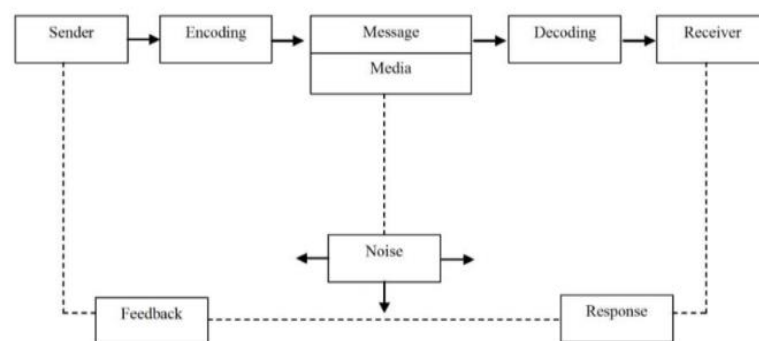 Sender
Encoding
Message
Decoding
Receiver
Media
Noise
Feedback
Response